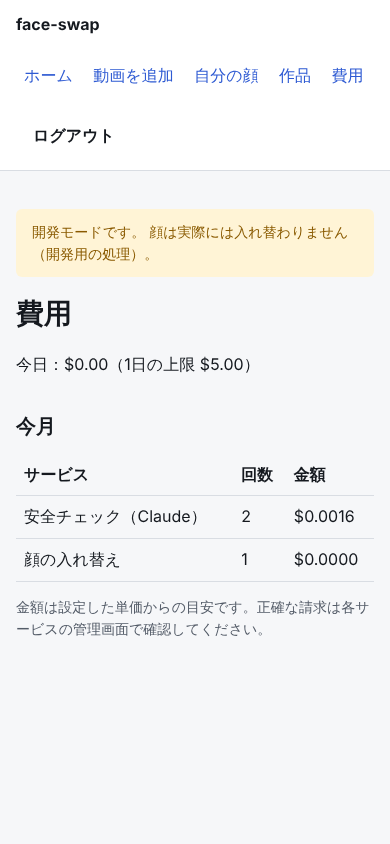 face-swap
ホーム 動画を追加 自分の顔 作品 費用
ログアウト
開発モードです。 顔は実際には入れ替わりません
（開発用の処理）。
費用
今日：$0.00（1日の上限 $5.00）
今月
サービス 回数 金額
安全チェック（Claude） 2 $0.0016
顔の入れ替え 1 $0.0000
金額は設定した単価からの目安です。正確な請求は各サ
ービスの管理画面で確認してください。